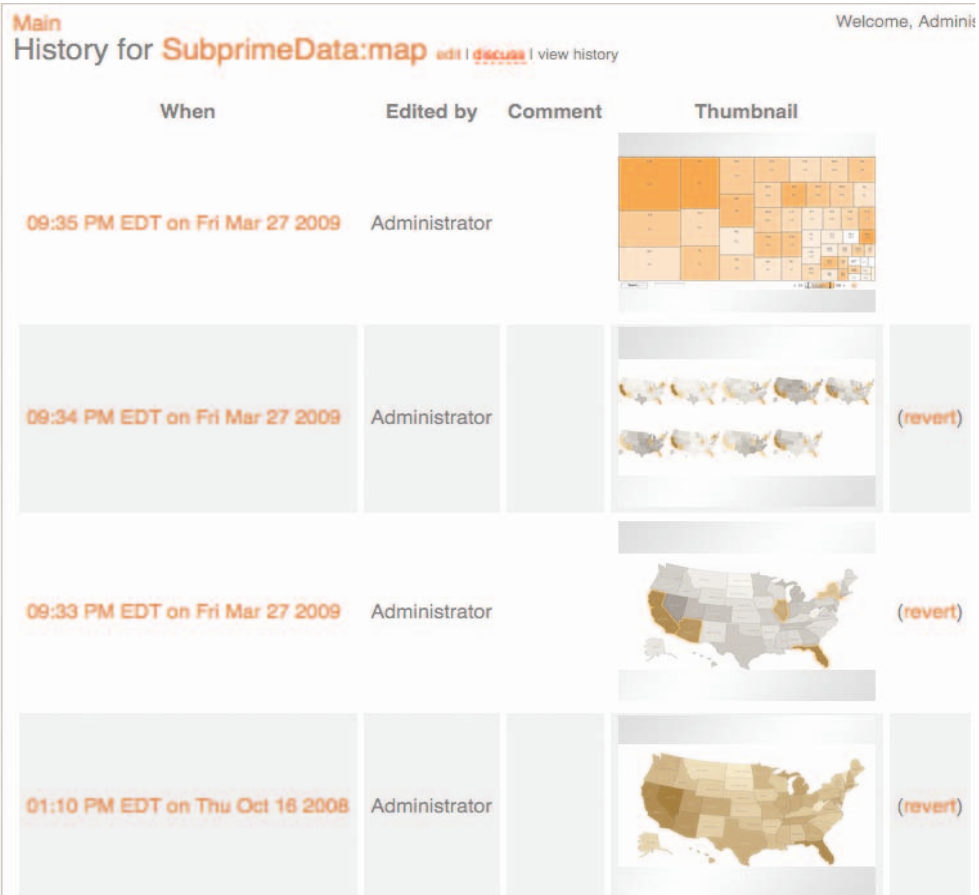 Main
Welcome, Adminis
History for SubprimeData:map edit | discuss | view history
When Edited by Comment Thumbnail
09:35 PM EDT on Fri Mar 27 2009 Administrator
09:34 PM EDT on Fri Mar 27 2009 Administrator (revert)
09:33 PM EDT on Fri Mar 27 2009 Administrator (revert)
01:10 PM EDT on Thu Oct 16 2008 Administrator (revert)